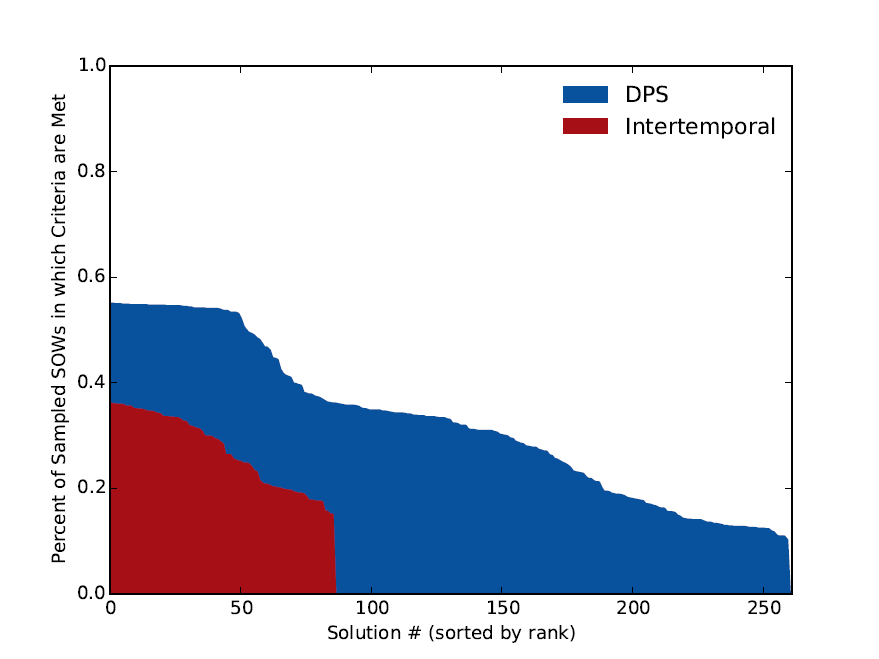 1.0
0.8
0.6
0.4
0.2
0.0
Percent of Sampled SOWs in which Criteria are Met
DPS
Intertemporal
0 50 100 150 200 250
Solution # (sorted by rank)